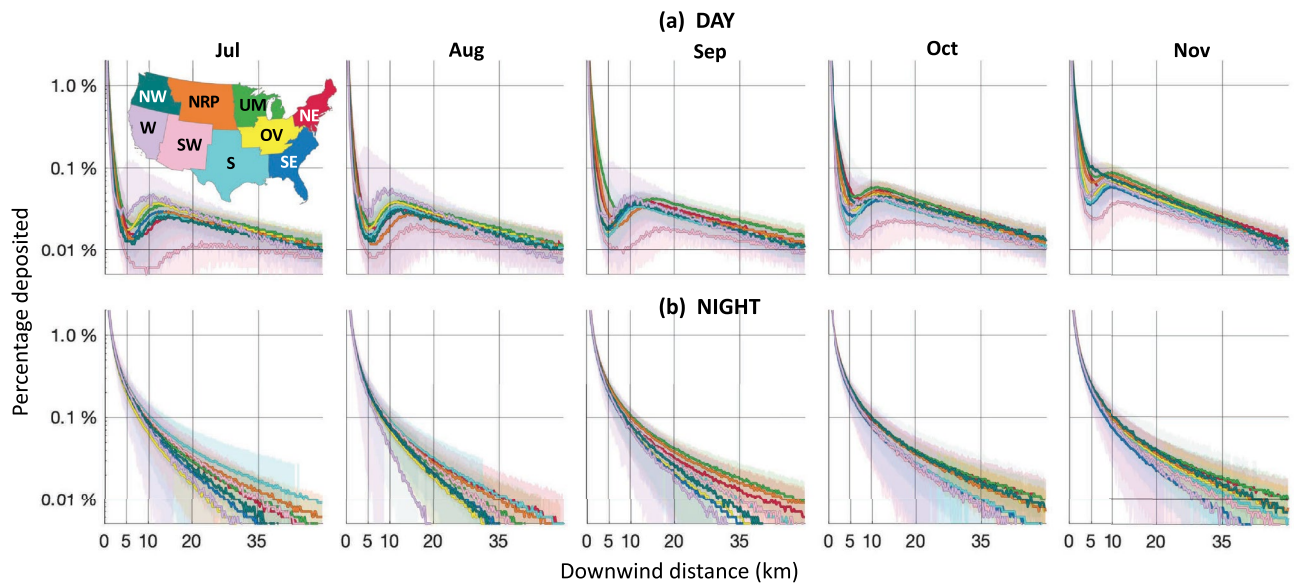 (a) DAY
Jul Aug Sep Oct Nov
1.0 %
0.1 %
0.01 %
NW NRP UM NE
W SW OV
S SE
Percentage deposited
(b) NIGHT
1.0 %
0.1 %
0.01 %
0 5 10 20 35 0 5 10 20 35 0 5 10 20 35 0 5 10 20 35 0 5 10 20 35
Downwind distance (km)